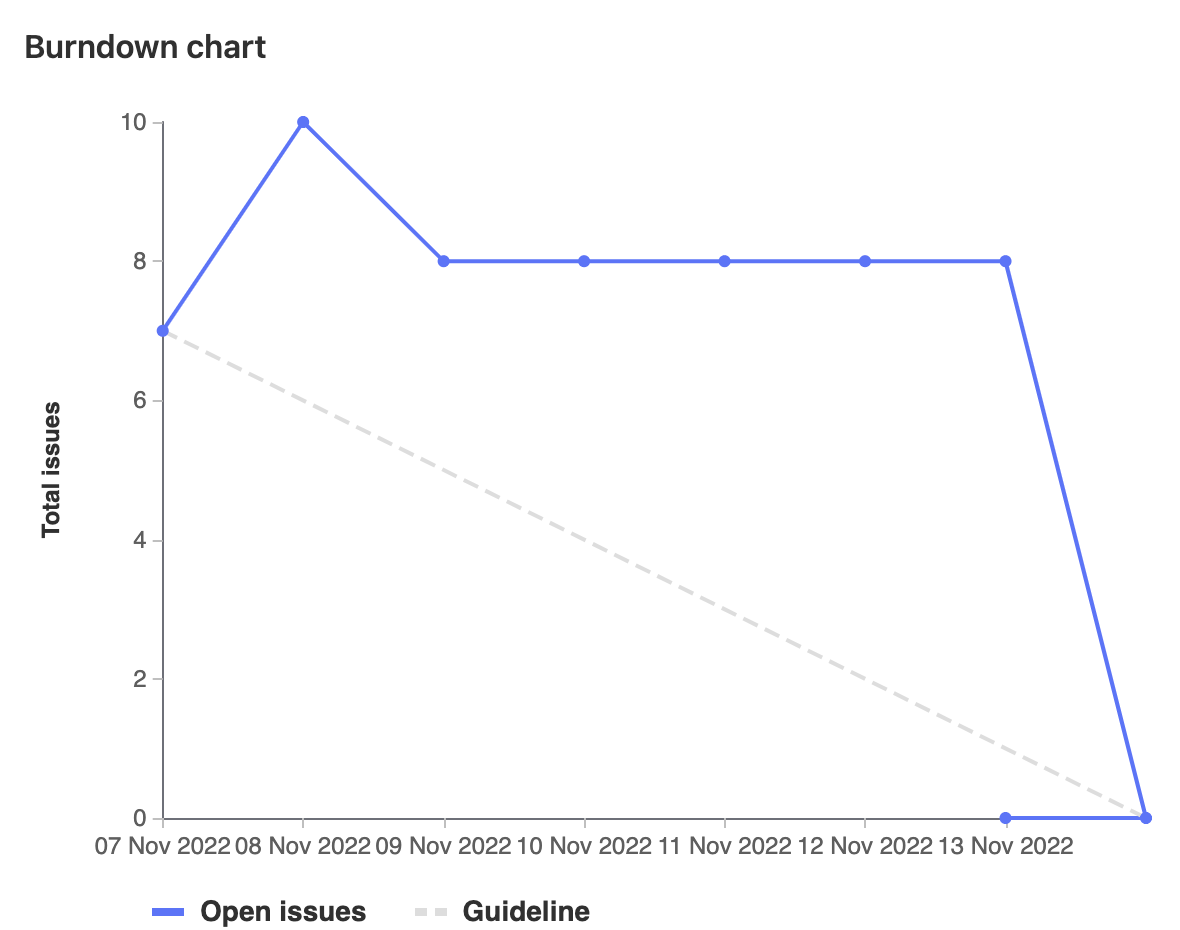 Burndown chart
10
8
6
4
2
0
Total issues
07 Nov 2022 08 Nov 2022 09 Nov 2022 10 Nov 2022 11 Nov 2022 12 Nov 2022 13 Nov 2022
Open issues Guideline